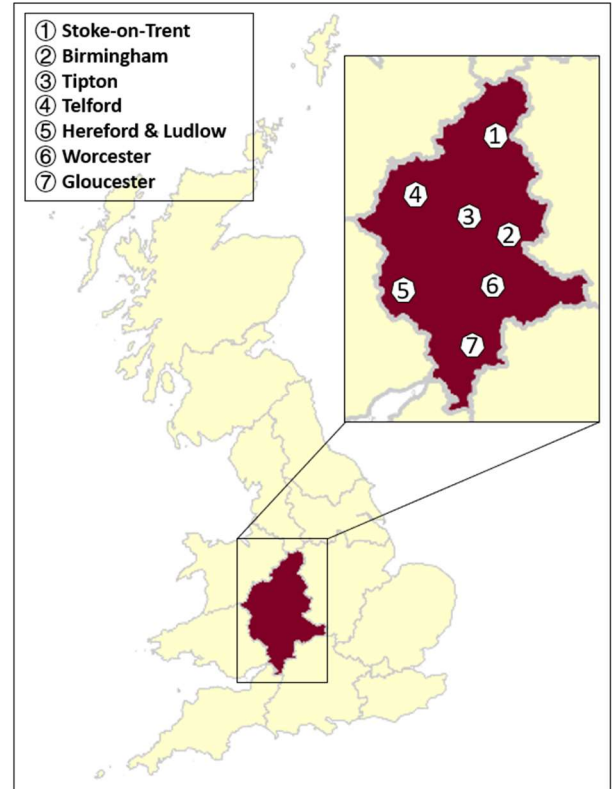 ① Stoke-on-Trent
② Birmingham
③ Tipton
④ Telford
⑤ Hereford & Ludlow
⑥ Worcester
⑦ Gloucester
1
4
3
2
5
6
7